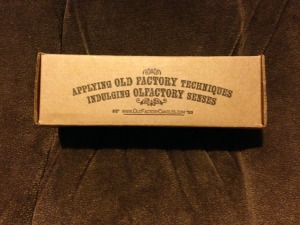 APPLYING OLD FACTORY TECHNIQUES
INDULGING OLFACTORY SENSES
WWW.OLDFACTORYCANDLES.COM